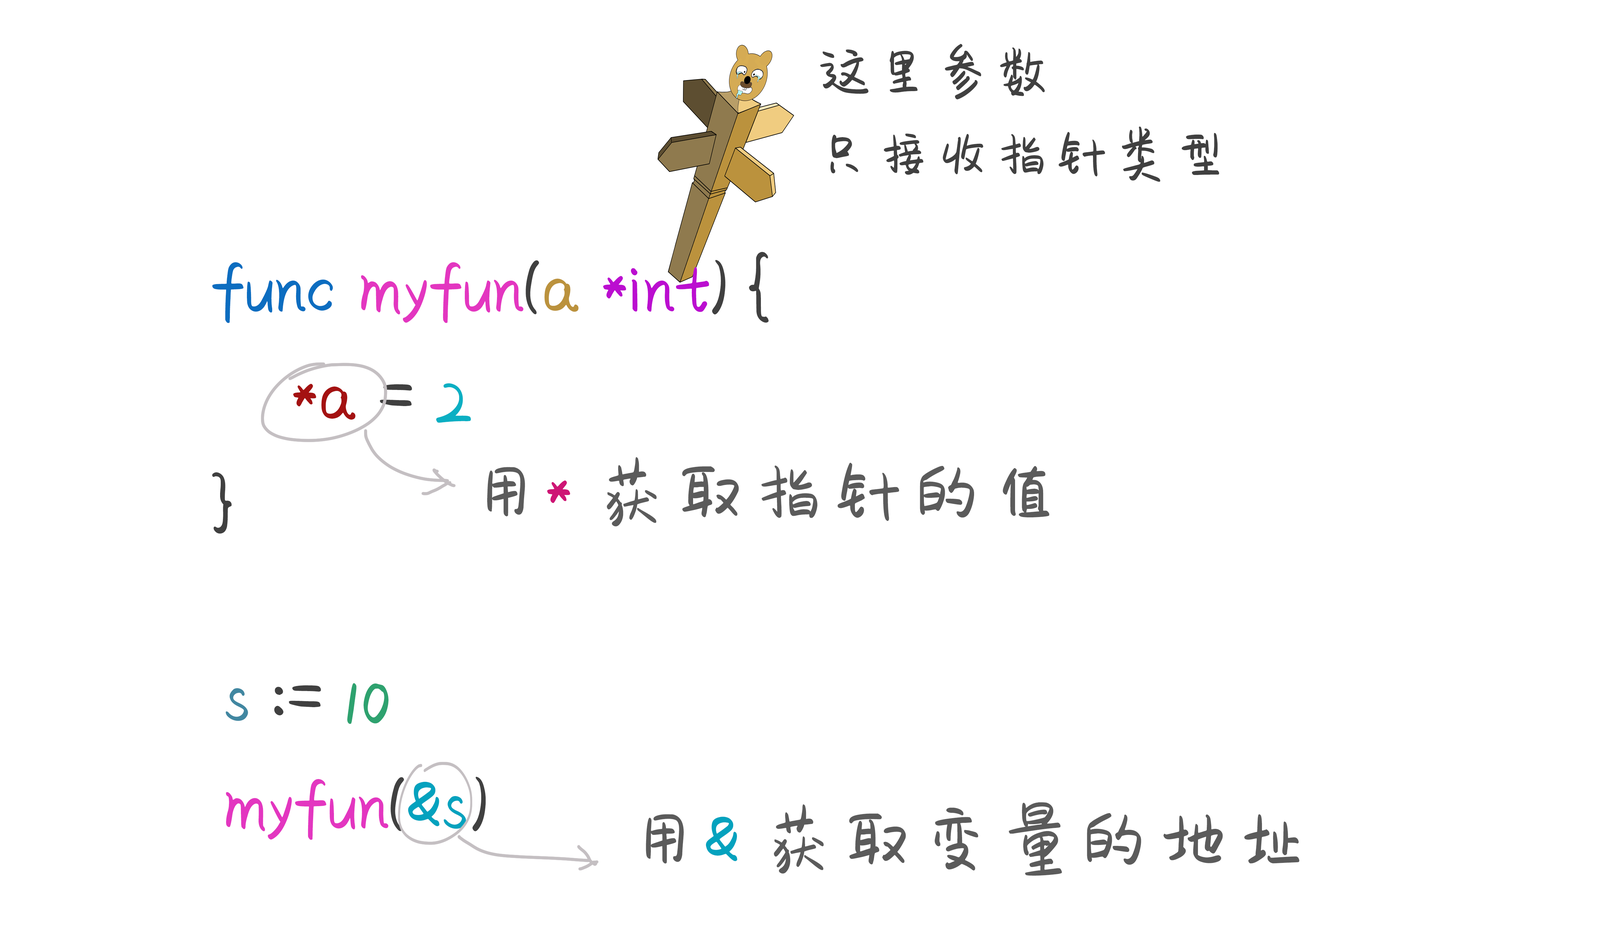 这里参数
只接收指针类型
func myfun(a *int) {
*a = 2
用* 获取指针的值
}
s := 10
myfun(&s)
用& 获取变量的地址